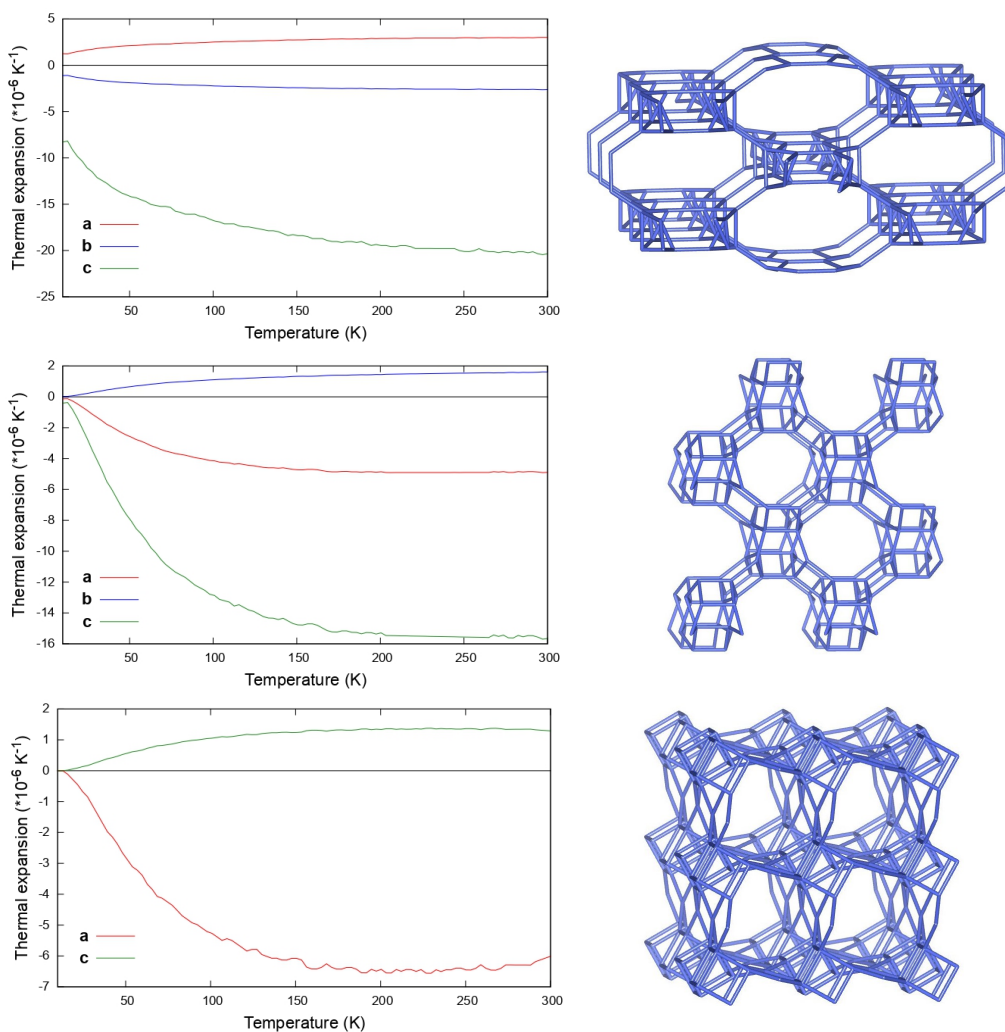 5
0
-5
-10
-15
-20
-25
Thermal expansion (*10⁻⁶ K⁻¹)
a
b
c
50 100 150 200 250 300
Temperature (K)
2
0
-2
-4
-6
-8
-10
-12
-14
-16
Thermal expansion (*10⁻⁶ K⁻¹)
a
b
c
50 100 150 200 250 300
Temperature (K)
2
1
0
-1
-2
-3
-4
-5
-6
-7
Thermal expansion (*10⁻⁶ K⁻¹)
a
c
50 100 150 200 250 300
Temperature (K)